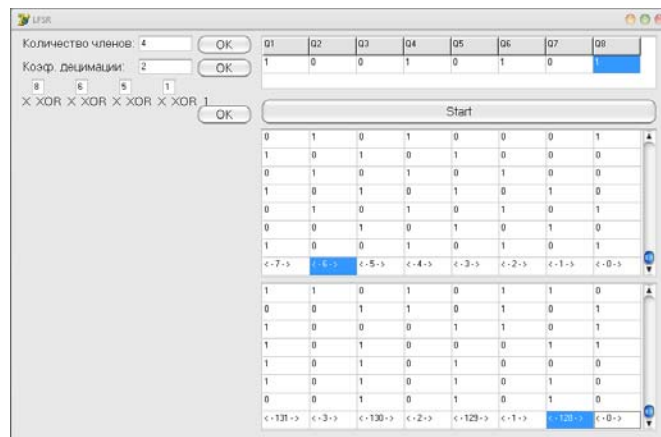 LFSR
Количество членов: 4 OK
Коэф. децимации: 2 OK
8 6 5 1
X XOR X XOR X XOR X XOR 1
OK
Q1 Q2 Q3 Q4 Q5 Q6 Q7 Q8
1 0 0 1 0 1 0 1
Start
0 1 0 1 0 0 0 1
1 0 1 0 1 0 0 0
0 1 0 1 0 1 0 0
1 0 1 0 1 0 1 0
0 1 0 1 0 1 0 1
0 0 1 0 1 0 1 0
1 0 0 1 0 1 0 1
<-7-> <-6-> <-5-> <-4-> <-3-> <-2-> <-1-> <-0->
1 1 0 1 0 1 1 0
0 0 1 1 0 1 0 1
1 0 0 0 1 1 0 1
0 0 1 0 0 0 1 1
1 0 1 0 1 0 0 0
1 0 1 0 1 0 1 0
0 0 1 0 1 0 1 0
<-131-> <-3-> <-130-> <-2-> <-129-> <-1-> <-128-> <-0->